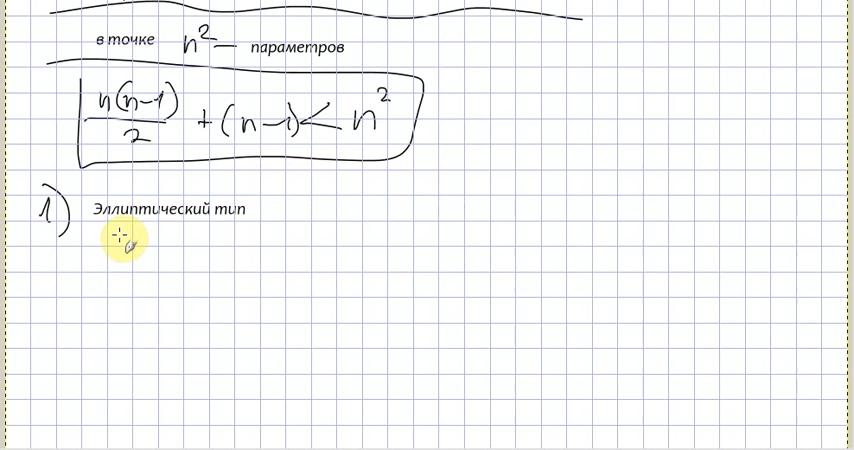 в точке n² — параметров
n(n-1)/2 + (n-1) < n²
1) Эллиптический тип